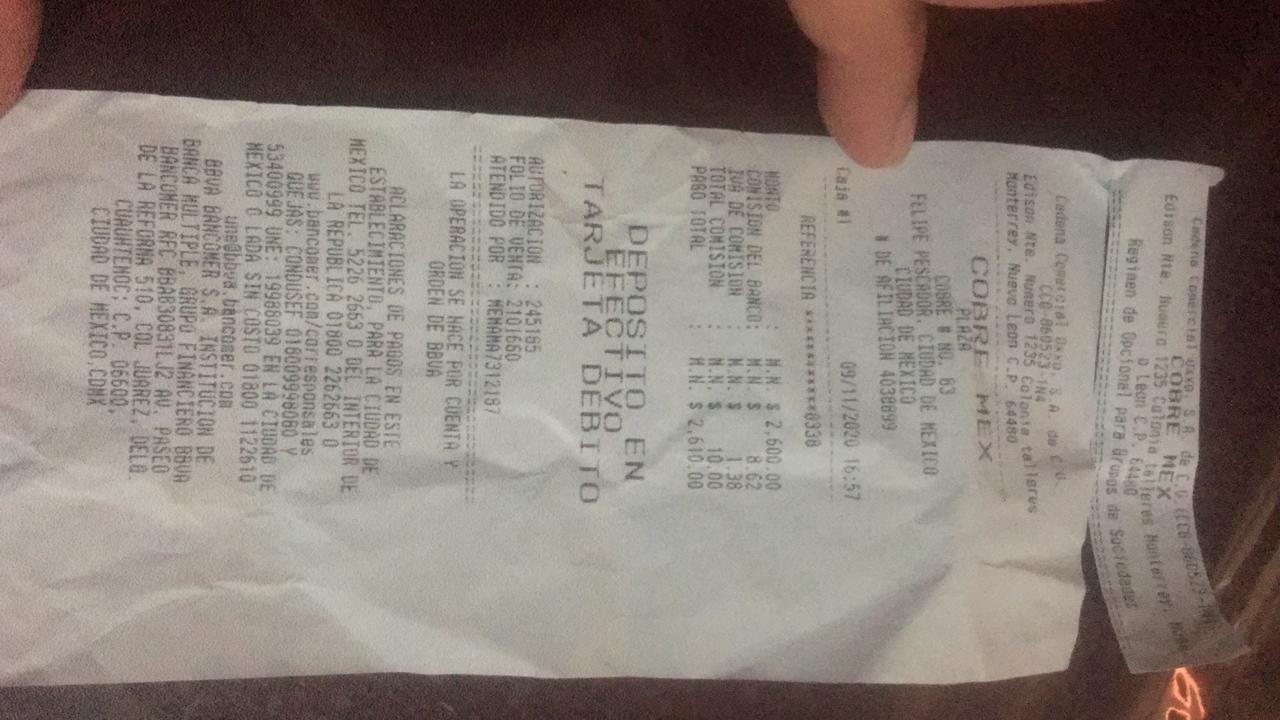 Cadena Comercial Oxxo S.A. de C.V.
COBRE MEX
Edison Nte. Numero 1235 Colonia talleres Monterrey,
o Leon C.P. 64480
Regimen de Opcional para Grupos de Sociedades
Cadena Comercial Oxxo, S.A. de C.V.
CCO-860523-1N4
Edison Nte. Numero 1235 Colonia talleres
Monterrey, Nuevo Leon C.P. 64480
COBRE MEX
PLAZA
COBRE # NO. 63
FELIPE PESCADOR, CIUDAD DE MEXICO
CIUDAD DE MEXICO
# DE AFILIACION 4038099
Caja #1 09/11/2020 16:57
REFERENCIA ************0338
MONTO : M.N $ 2,600.00
COMISION DEL BANCO: M.N $ 8.62
IVA DE COMISION : M.N. $ 1.38
TOTAL COMISION : M.N. $ 10.00
PAGO TOTAL : M.N. $ 2,610.00
DEPOSITO EN
EFECTIVO
TARJETA DEBITO
AUTORIZACION : 245185
FOLIO DE VENTA: 2101660
ATENDIDO POR : MEMAMA7312187
LA OPERACION SE HACE POR CUENTA Y
ORDEN DE BBVA
ACLARACIONES DE PAGOS EN ESTE
ESTABLECIMIENTO, PARA LA CIUDAD DE
MEXICO TEL. 5226 2663 O DEL INTERIOR DE
LA REPUBLICA 01800 2262663 O
www.bancomer.com/corresponsales
QUEJAS: CONDUSEF 018009998080 Y
53400999 UNE: 19988039 EN LA CIUDAD DE
MEXICO O LADA SIN COSTO 01800 1122610
une@bbva.bancomer.com
BBVA BANCOMER S.A. INSTITUCION DE
BANCA MULTIPLE, GRUPO FINANCIERO BBVA
BANCOMER RFC BBA830831LJ2 AV. PASEO
DE LA REFORMA 510, COL JUAREZ, DELG.
CUAUHTEMOC; C.P. 06600,
CIUDAD DE MEXICO,CDMX